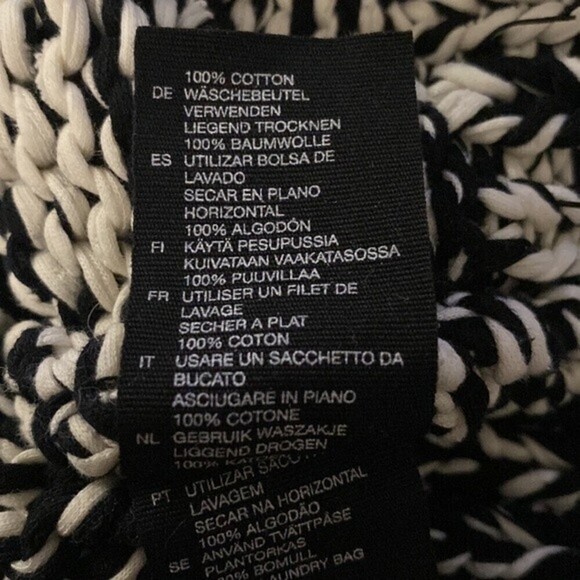 100% COTTON
DE WÄSCHEBEUTEL
VERWENDEN
LIEGEND TROCKNEN
100% BAUMWOLLE
ES UTILIZAR BOLSA DE
LAVADO
SECAR EN PLANO
HORIZONTAL
100% ALGODÓN
FI KÄYTÄ PESUPUSSIA
KUIVATAAN VAAKATASOSSA
100% PUUVILLAA
FR UTILISER UN FILET DE
LAVAGE
SECHER A PLAT
100% COTON
IT USARE UN SACCHETTO DA
BUCATO
ASCIUGARE IN PIANO
100% COTONE
NL GEBRUIK WASZAKJE
LIGGEND DROGEN
100%
PT UTILIZAR
LAVAGEM
SECAR NA HORIZONTAL
100% ALGODÃO
SE ANVÄND TVÄTTPÅSE
PLANTORKAS
BOMULL
BAG